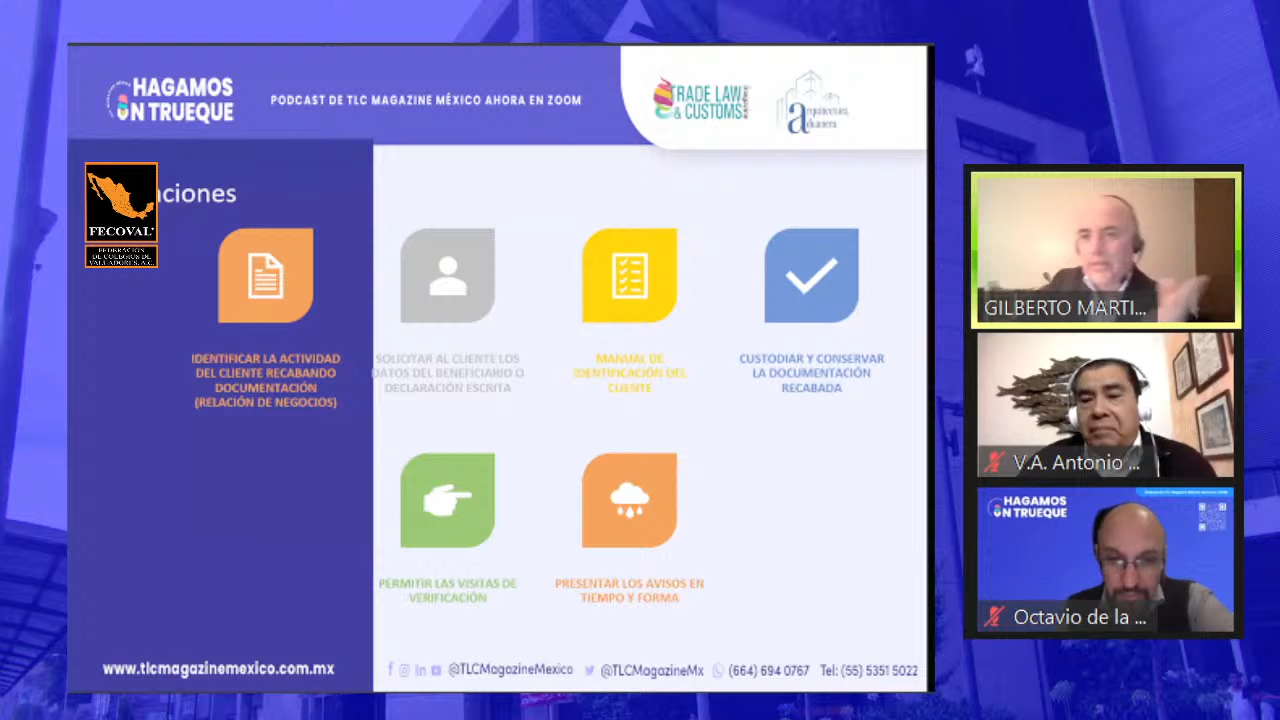 HAGAMOS
UN TRUEQUE
PODCAST DE TLC MAGAZINE MÉXICO AHORA EN ZOOM
TRADE LAW
& CUSTOMS
arquitectura
aduanera
FECOVAL
FEDERACIÓN
DE COLEGIOS DE
VALUADORES, A.C.
IDENTIFICAR LA ACTIVIDAD
DEL CLIENTE RECABANDO
DOCUMENTACIÓN
(RELACIÓN DE NEGOCIOS)
SOLICITAR AL CLIENTE LOS
DATOS DEL BENEFICIARIO O
DECLARACIÓN ESCRITA
MANUAL DE
IDENTIFICACIÓN DEL
CLIENTE
CUSTODIAR Y CONSERVAR
LA DOCUMENTACIÓN
RECABADA
PERMITIR LAS VISITAS DE
VERIFICACIÓN
PRESENTAR LOS AVISOS EN
TIEMPO Y FORMA
www.tlcmagazinemexico.com.mx
@TLCMagazineMexico
@TLCMagazineMx
(664) 694 0767
Tel: (55) 5351 5022
GILBERTO MARTI...
V.A. Antonio ...
HAGAMOS
UN TRUEQUE
Octavio de la ...